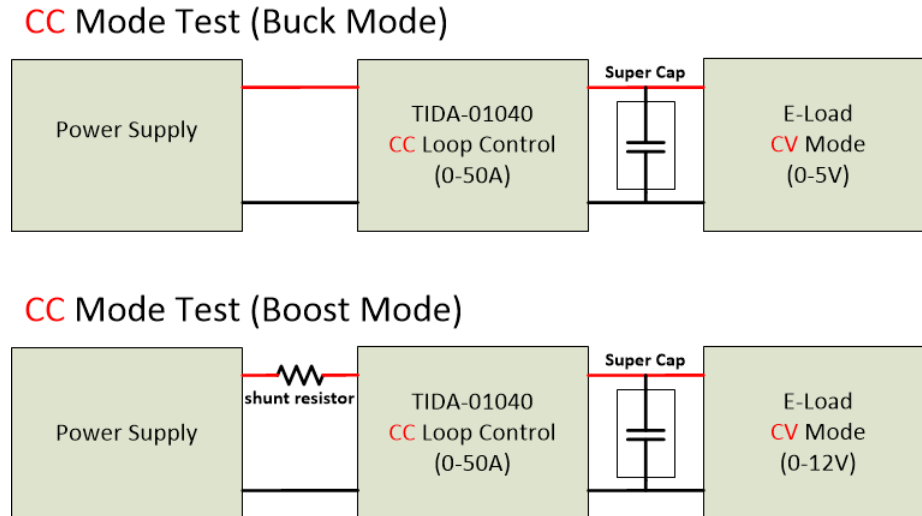 CC Mode Test (Buck Mode)
Power Supply
TIDA-01040
CC Loop Control
(0-50A)
Super Cap
E-Load
CV Mode
(0-5V)
CC Mode Test (Boost Mode)
Power Supply
shunt resistor
TIDA-01040
CC Loop Control
(0-50A)
Super Cap
E-Load
CV Mode
(0-12V)